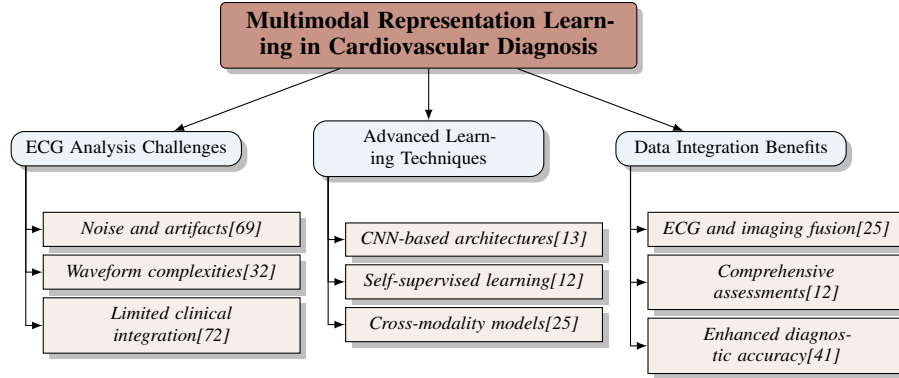 Multimodal Representation Learn-
ing in Cardiovascular Diagnosis
ECG Analysis Challenges
Noise and artifacts[69]
Waveform complexities[32]
Limited clinical
integration[72]
Advanced Learn-
ing Techniques
CNN-based architectures[13]
Self-supervised learning[12]
Cross-modality models[25]
Data Integration Benefits
ECG and imaging fusion[25]
Comprehensive
assessments[12]
Enhanced diagnos-
tic accuracy[41]